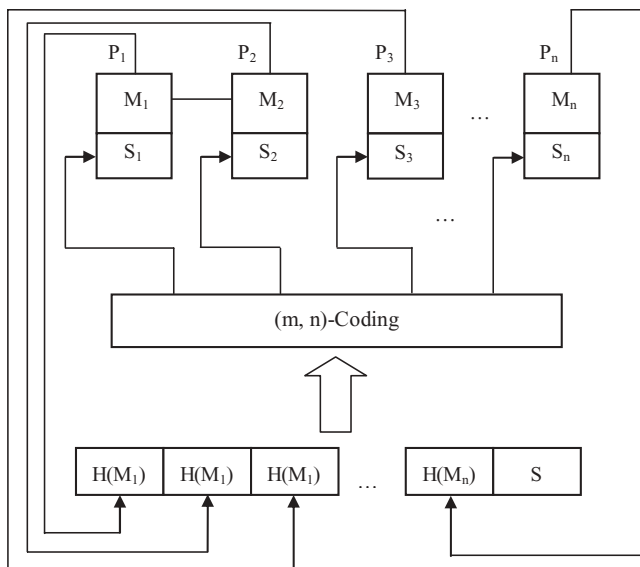 P₁ P₂ P₃ Pₙ
M₁ M₂ M₃ ... Mₙ
S₁ S₂ S₃ Sₙ
...
(m, n)-Coding
H(M₁) H(M₁) H(M₁) ... H(Mₙ) S